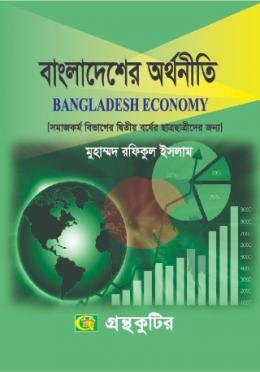 বাংলাদেশের অর্থনীতি
BANGLADESH ECONOMY
[সমাজকর্ম বিভাগের দ্বিতীয় বর্ষের ছাত্রছাত্রীদের জন্য]
মুহাম্মদ রফিকুল ইসলাম
গ্রন্থকুটির